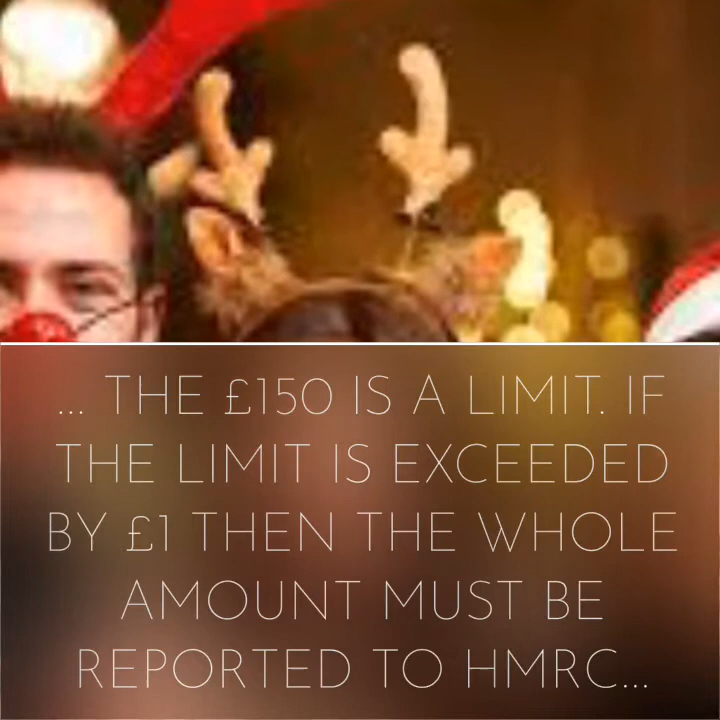 ... THE £150 IS A LIMIT. IF
THE LIMIT IS EXCEEDED
BY £1 THEN THE WHOLE
AMOUNT MUST BE
REPORTED TO HMRC...